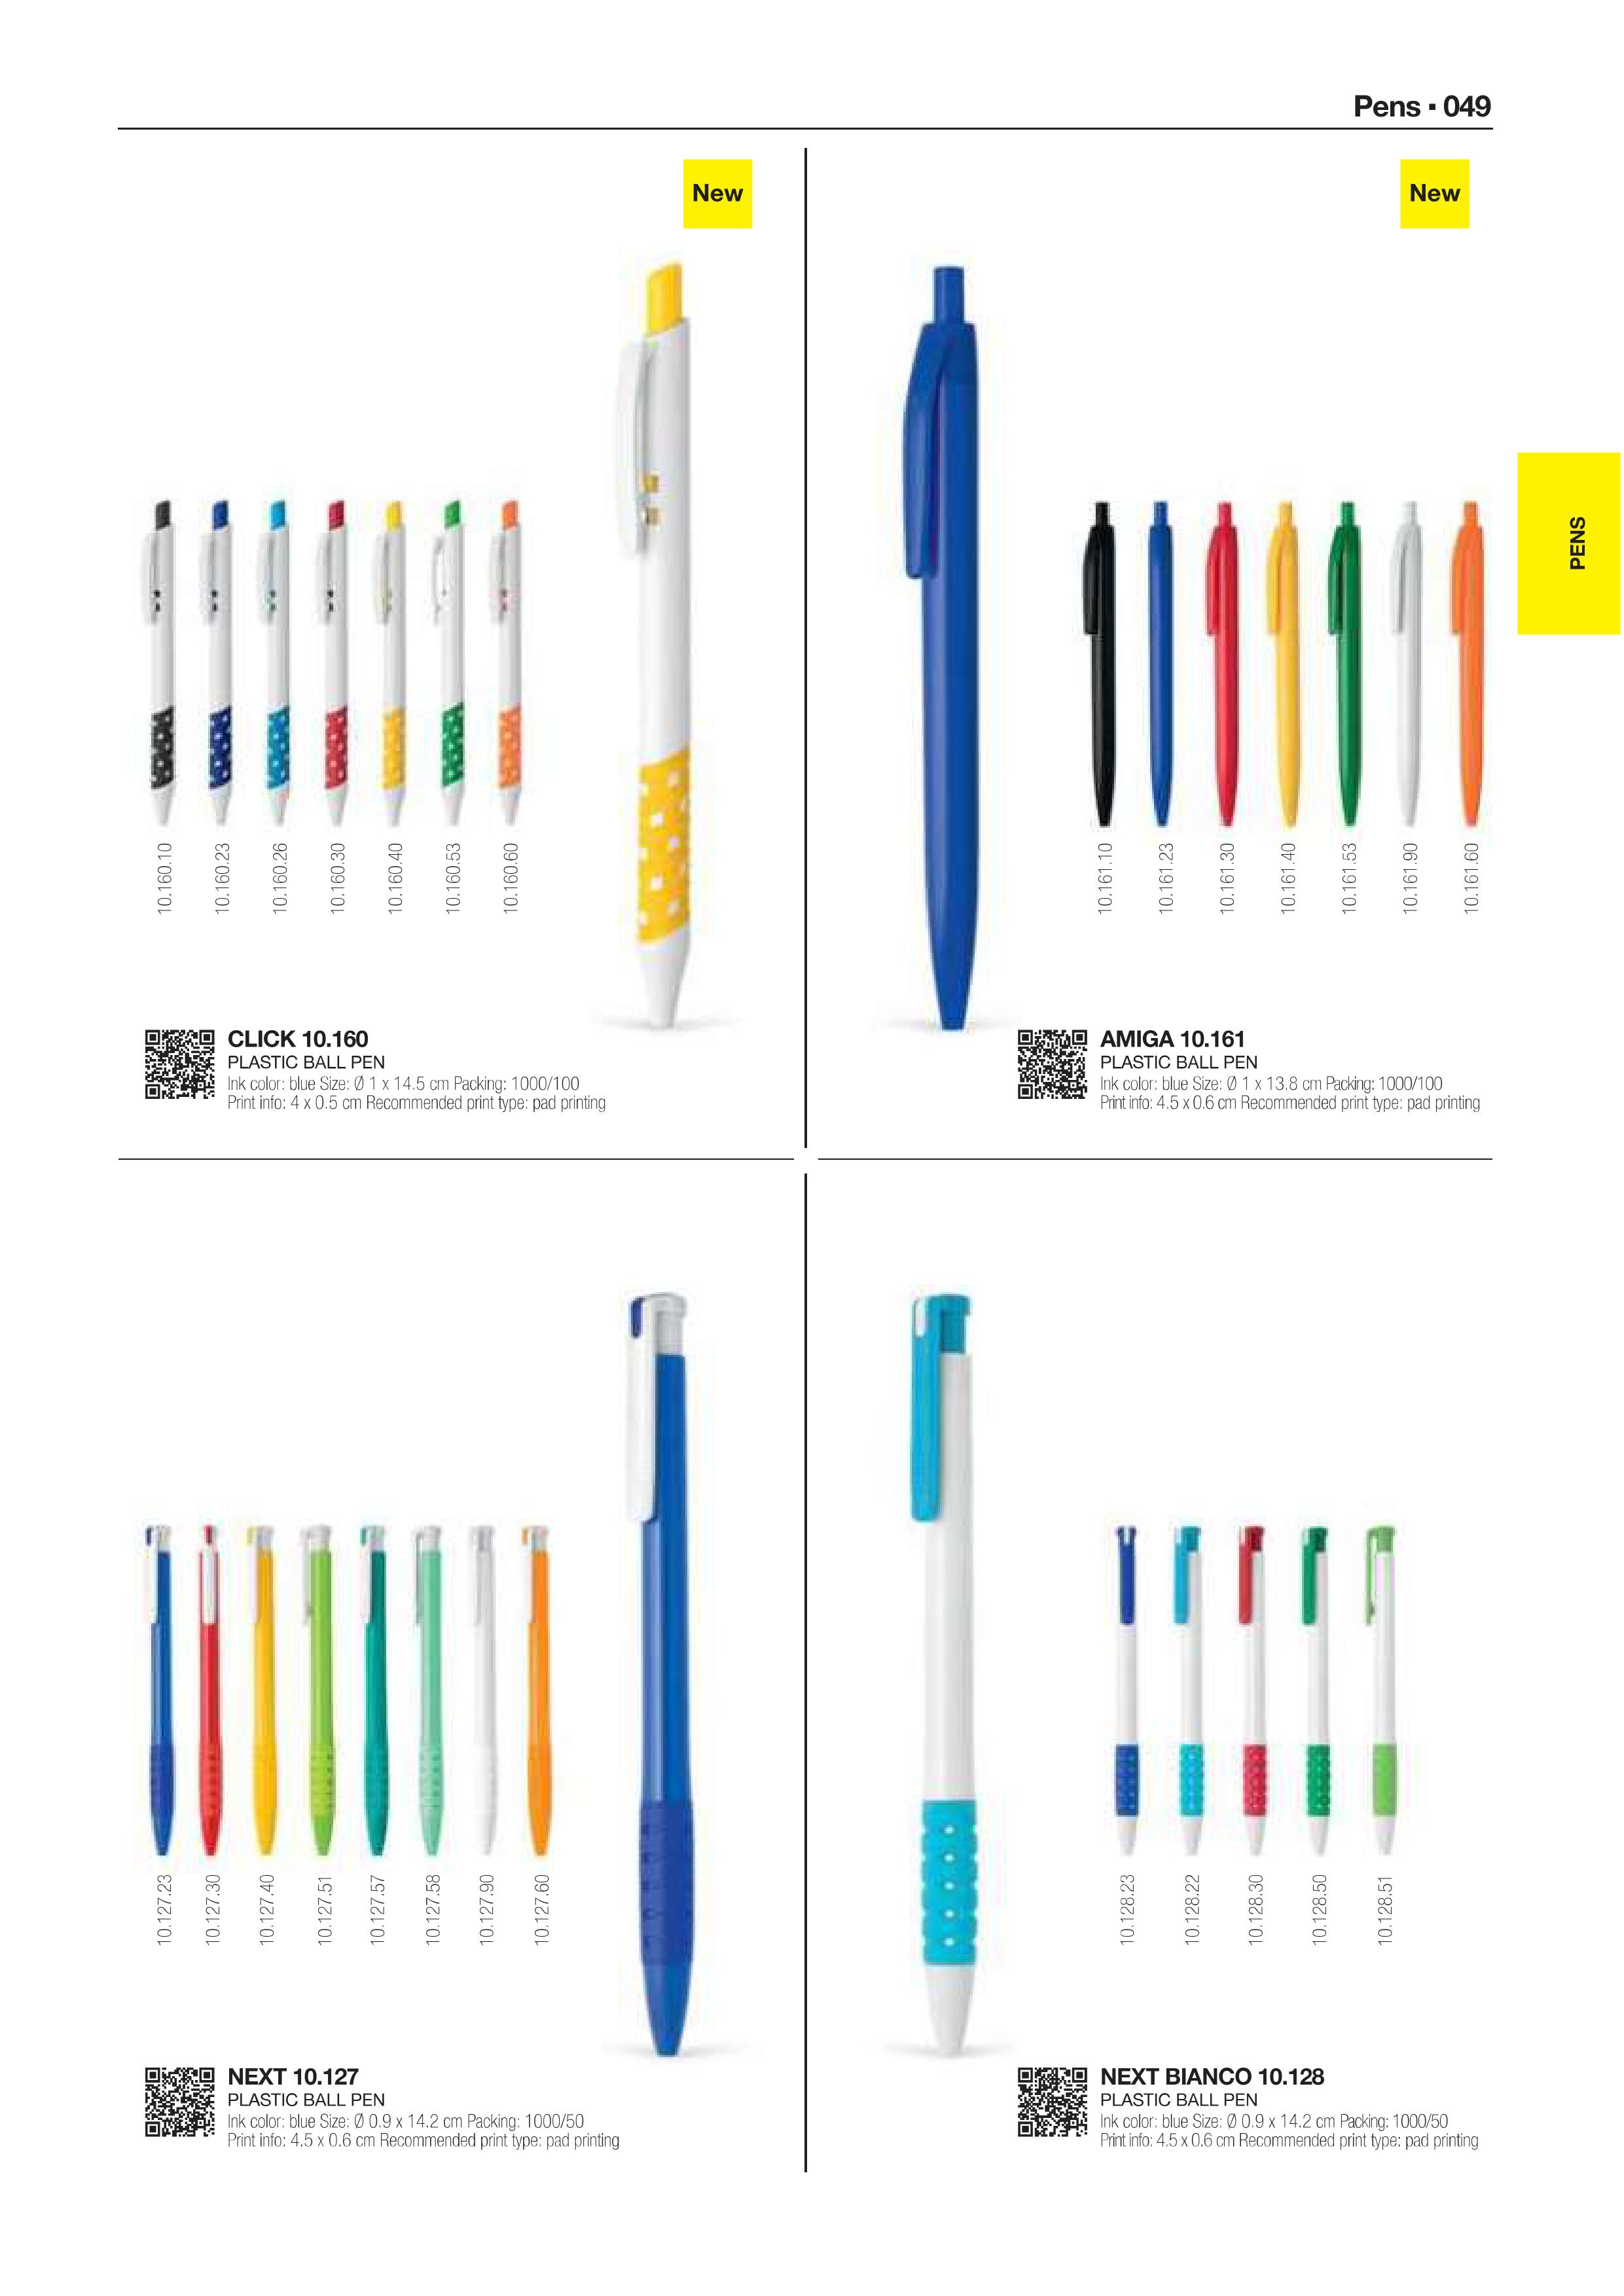 Pens ▪ 049
New
10.160.10
10.160.23
10.160.26
10.160.30
10.160.40
10.160.53
10.160.60
CLICK 10.160
PLASTIC BALL PEN
Ink color: blue Size: Ø 1 x 14.5 cm Packing: 1000/100
Print info: 4 x 0.5 cm Recommended print type: pad printing
New
10.161.10
10.161.23
10.161.30
10.161.40
10.161.53
10.161.90
10.161.60
AMIGA 10.161
PLASTIC BALL PEN
Ink color: blue Size: Ø 1 x 13.8 cm Packing: 1000/100
Print info: 4.5 x 0.6 cm Recommended print type: pad printing
PENS
10.127.23
10.127.30
10.127.40
10.127.51
10.127.57
10.127.58
10.127.90
10.127.60
NEXT 10.127
PLASTIC BALL PEN
Ink color: blue Size: Ø 0.9 x 14.2 cm Packing: 1000/50
Print info: 4.5 x 0.6 cm Recommended print type: pad printing
10.128.23
10.128.22
10.128.30
10.128.50
10.128.51
NEXT BIANCO 10.128
PLASTIC BALL PEN
Ink color: blue Size: Ø 0.9 x 14.2 cm Packing: 1000/50
Print info: 4.5 x 0.6 cm Recommended print type: pad printing